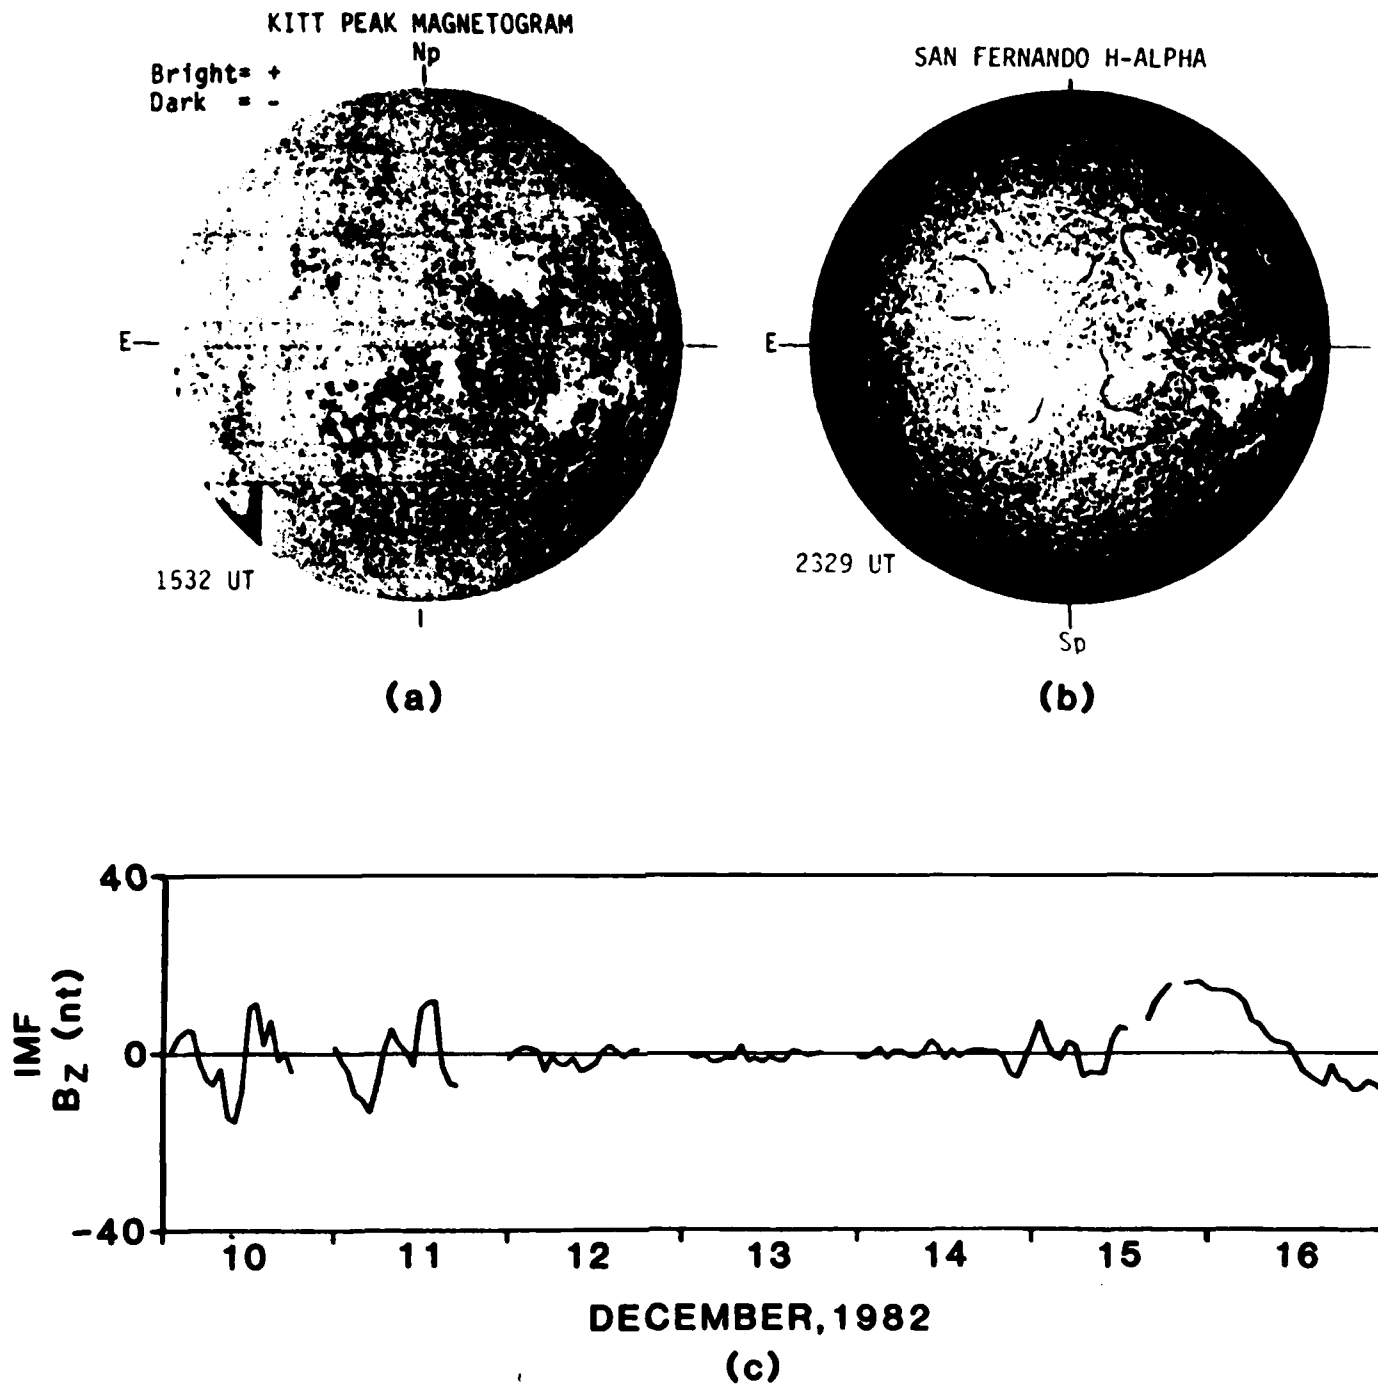 KITT PEAK MAGNETOGRAM
Np
Bright= +
Dark = -
E
1532 UT
(a)
SAN FERNANDO H-ALPHA
E
2329 UT
Sp
(b)
40
0
-40
IMF
Bz (nt)
10 11 12 13 14 15 16
DECEMBER, 1982
(c)